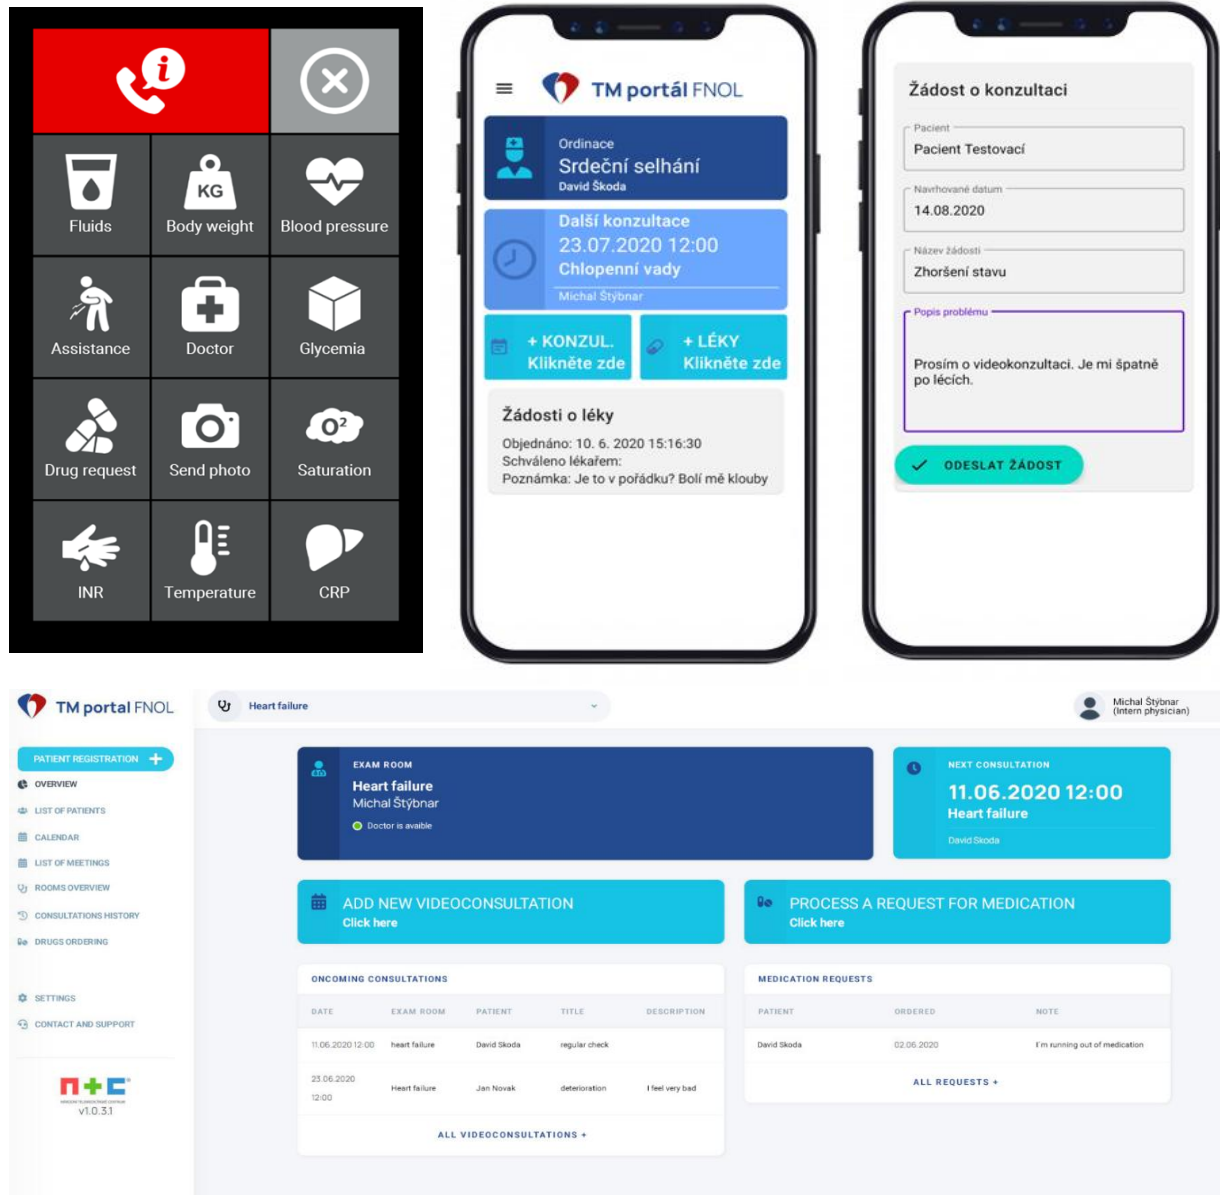 i
KG
Fluids
Body weight
Blood pressure
Assistance
Doctor
Glycemia
O²
Drug request
Send photo
Saturation
INR
Temperature
CRP
TM portál FNOL
Ordinace
Srdeční selhání
David Škoda
Další konzultace
23.07.2020 12:00
Chlopenní vady
Michal Štýbnar
+ KONZUL.
Klikněte zde
+ LÉKY
Klikněte zde
Žádosti o léky
Objednáno: 10. 6. 2020 15:16:30
Schváleno lékařem:
Poznámka: Je to v pořádku? Bolí mě klouby
Žádost o konzultaci
Pacient
Pacient Testovací
Navrhované datum
14.08.2020
Název žádosti
Zhoršení stavu
Popis problému
Prosím o videokonzultaci. Je mi špatně
po lécích.
ODESLAT ŽÁDOST
TM portal FNOL
Heart failure
Michal Štýbnar
(Intern physician)
PATIENT REGISTRATION
OVERVIEW
LIST OF PATIENTS
CALENDAR
LIST OF MEETINGS
ROOMS OVERVIEW
CONSULTATIONS HISTORY
DRUGS ORDERING
SETTINGS
CONTACT AND SUPPORT
v1.0.3.1
EXAM ROOM
Heart failure
Michal Štýbnar
Doctor is avaible
NEXT CONSULTATION
11.06.2020 12:00
Heart failure
David Skoda
ADD NEW VIDEOCONSULTATION
Click here
PROCESS A REQUEST FOR MEDICATION
Click here
ONCOMING CONSULTATIONS
DATE EXAM ROOM PATIENT TITLE DESCRIPTION
11.06.2020 12:00 heart failure David Skoda regular check
23.06.2020
12:00 Heart failure Jan Novak deterioration I feel very bad
ALL VIDEOCONSULTATIONS +
MEDICATION REQUESTS
PATIENT ORDERED NOTE
David Skoda 02.06.2020 I'm running out of medication
ALL REQUESTS +